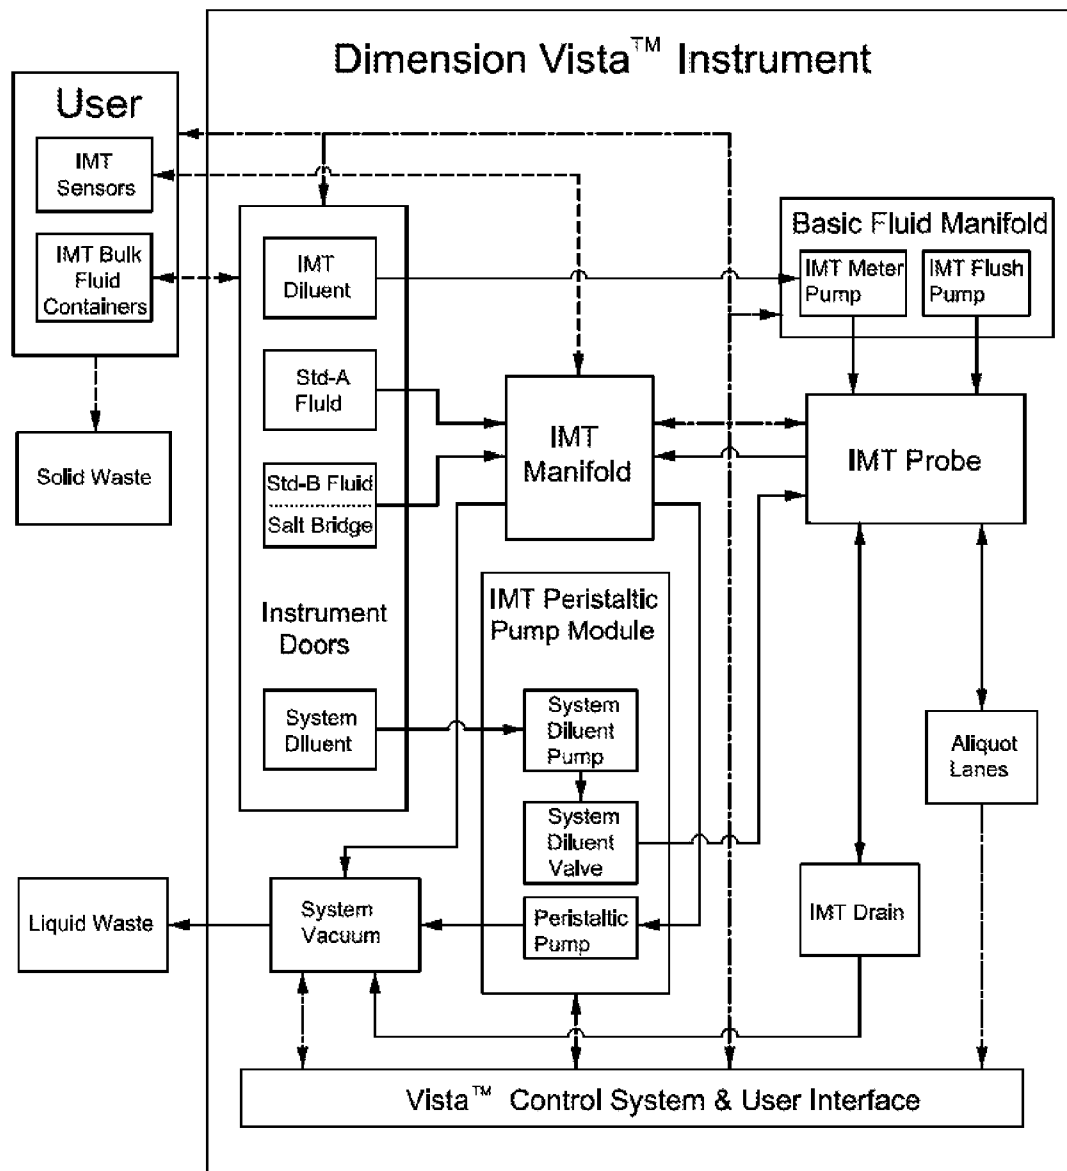 Dimension Vista™ Instrument
User
IMT
Sensors
IMT Bulk
Fluid
Containers
Solid Waste
IMT
Diluent
Std-A
Fluid
Std-B Fluid
Salt Bridge
Instrument
Doors
System
Diluent
Basic Fluid Manifold
IMT Meter
Pump
IMT Flush
Pump
IMT
Manifold
IMT Probe
IMT Peristaltic
Pump Module
System
Diluent
Pump
System
Diluent
Valve
Peristaltic
Pump
Aliquot
Lanes
IMT Drain
Liquid Waste
System
Vacuum
Vista™ Control System & User Interface